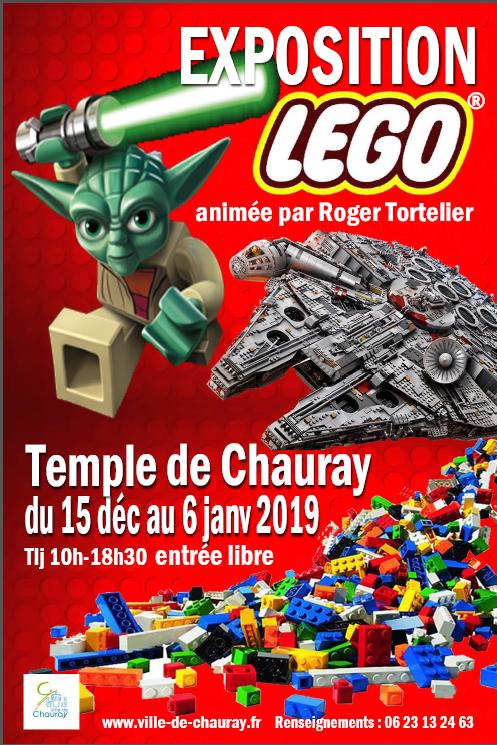 EXPOSITION
LEGO®
animée par Roger Tortelier
Temple de Chauray
du 15 déc au 6 janv 2019
Tlj 10h-18h30 entrée libre
Chauray
www.ville-de-chauray.fr Renseignements : 06 23 13 24 63